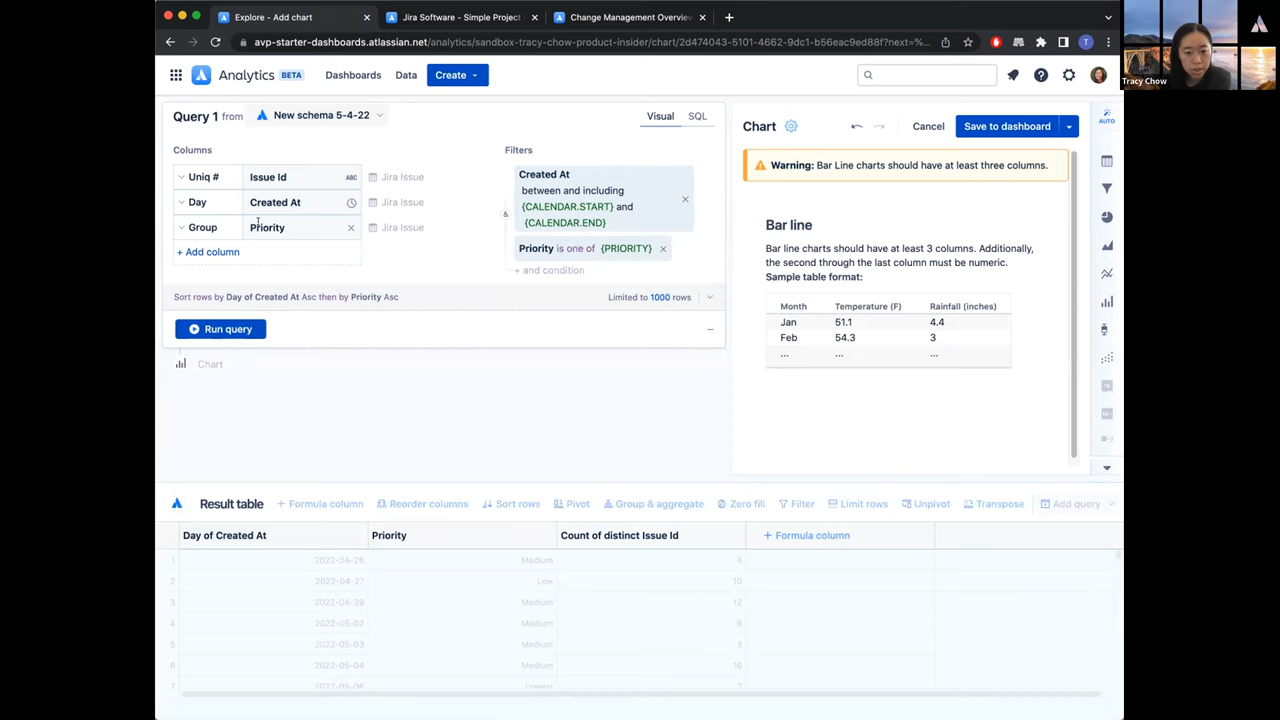 Explore - Add chart
Jira Software - Simple Project
Change Management Overview
avp-starter-dashboards.atlassian.net/analytics/sandbox-tracy-chow-product-insider/chart/2d474043-5101-4662-9dc1-b56eac9ed88f?next=%...
T
Tracy Chow
Analytics BETA Dashboards Data Create
Query 1 from New schema 5-4-22
Visual SQL
Columns
Filters
Uniq # Issue Id ABC Jira Issue
Day Created At Jira Issue
Group Priority Jira Issue
+ Add column
Created At
between and including
{CALENDAR.START} and
{CALENDAR.END}
&
Priority is one of {PRIORITY}
+ and condition
Sort rows by Day of Created At Asc then by Priority Asc
Limited to 1000 rows
Run query
Chart
Chart
Cancel
Save to dashboard
AUTO
Warning: Bar Line charts should have at least three columns.
Bar line
Bar line charts should have at least 3 columns. Additionally,
the second through the last column must be numeric.
Sample table format:
Month Temperature (F) Rainfall (inches)
Jan 51.1 4.4
Feb 54.3 3
... ... ...
Result table + Formula column Reorder columns Sort rows Pivot Group & aggregate Zero fill Filter Limit rows Unpivot Transpose Add query
Day of Created At Priority Count of distinct Issue Id + Formula column
1 2022-04-26 Medium
2 2022-04-27 Low 10
3 2022-04-29 Medium 12
4 2022-05-02 Medium 6
5 2022-05-03 Medium 3
6 2022-05-04 Medium 16
7 2022-05-06 Lowest